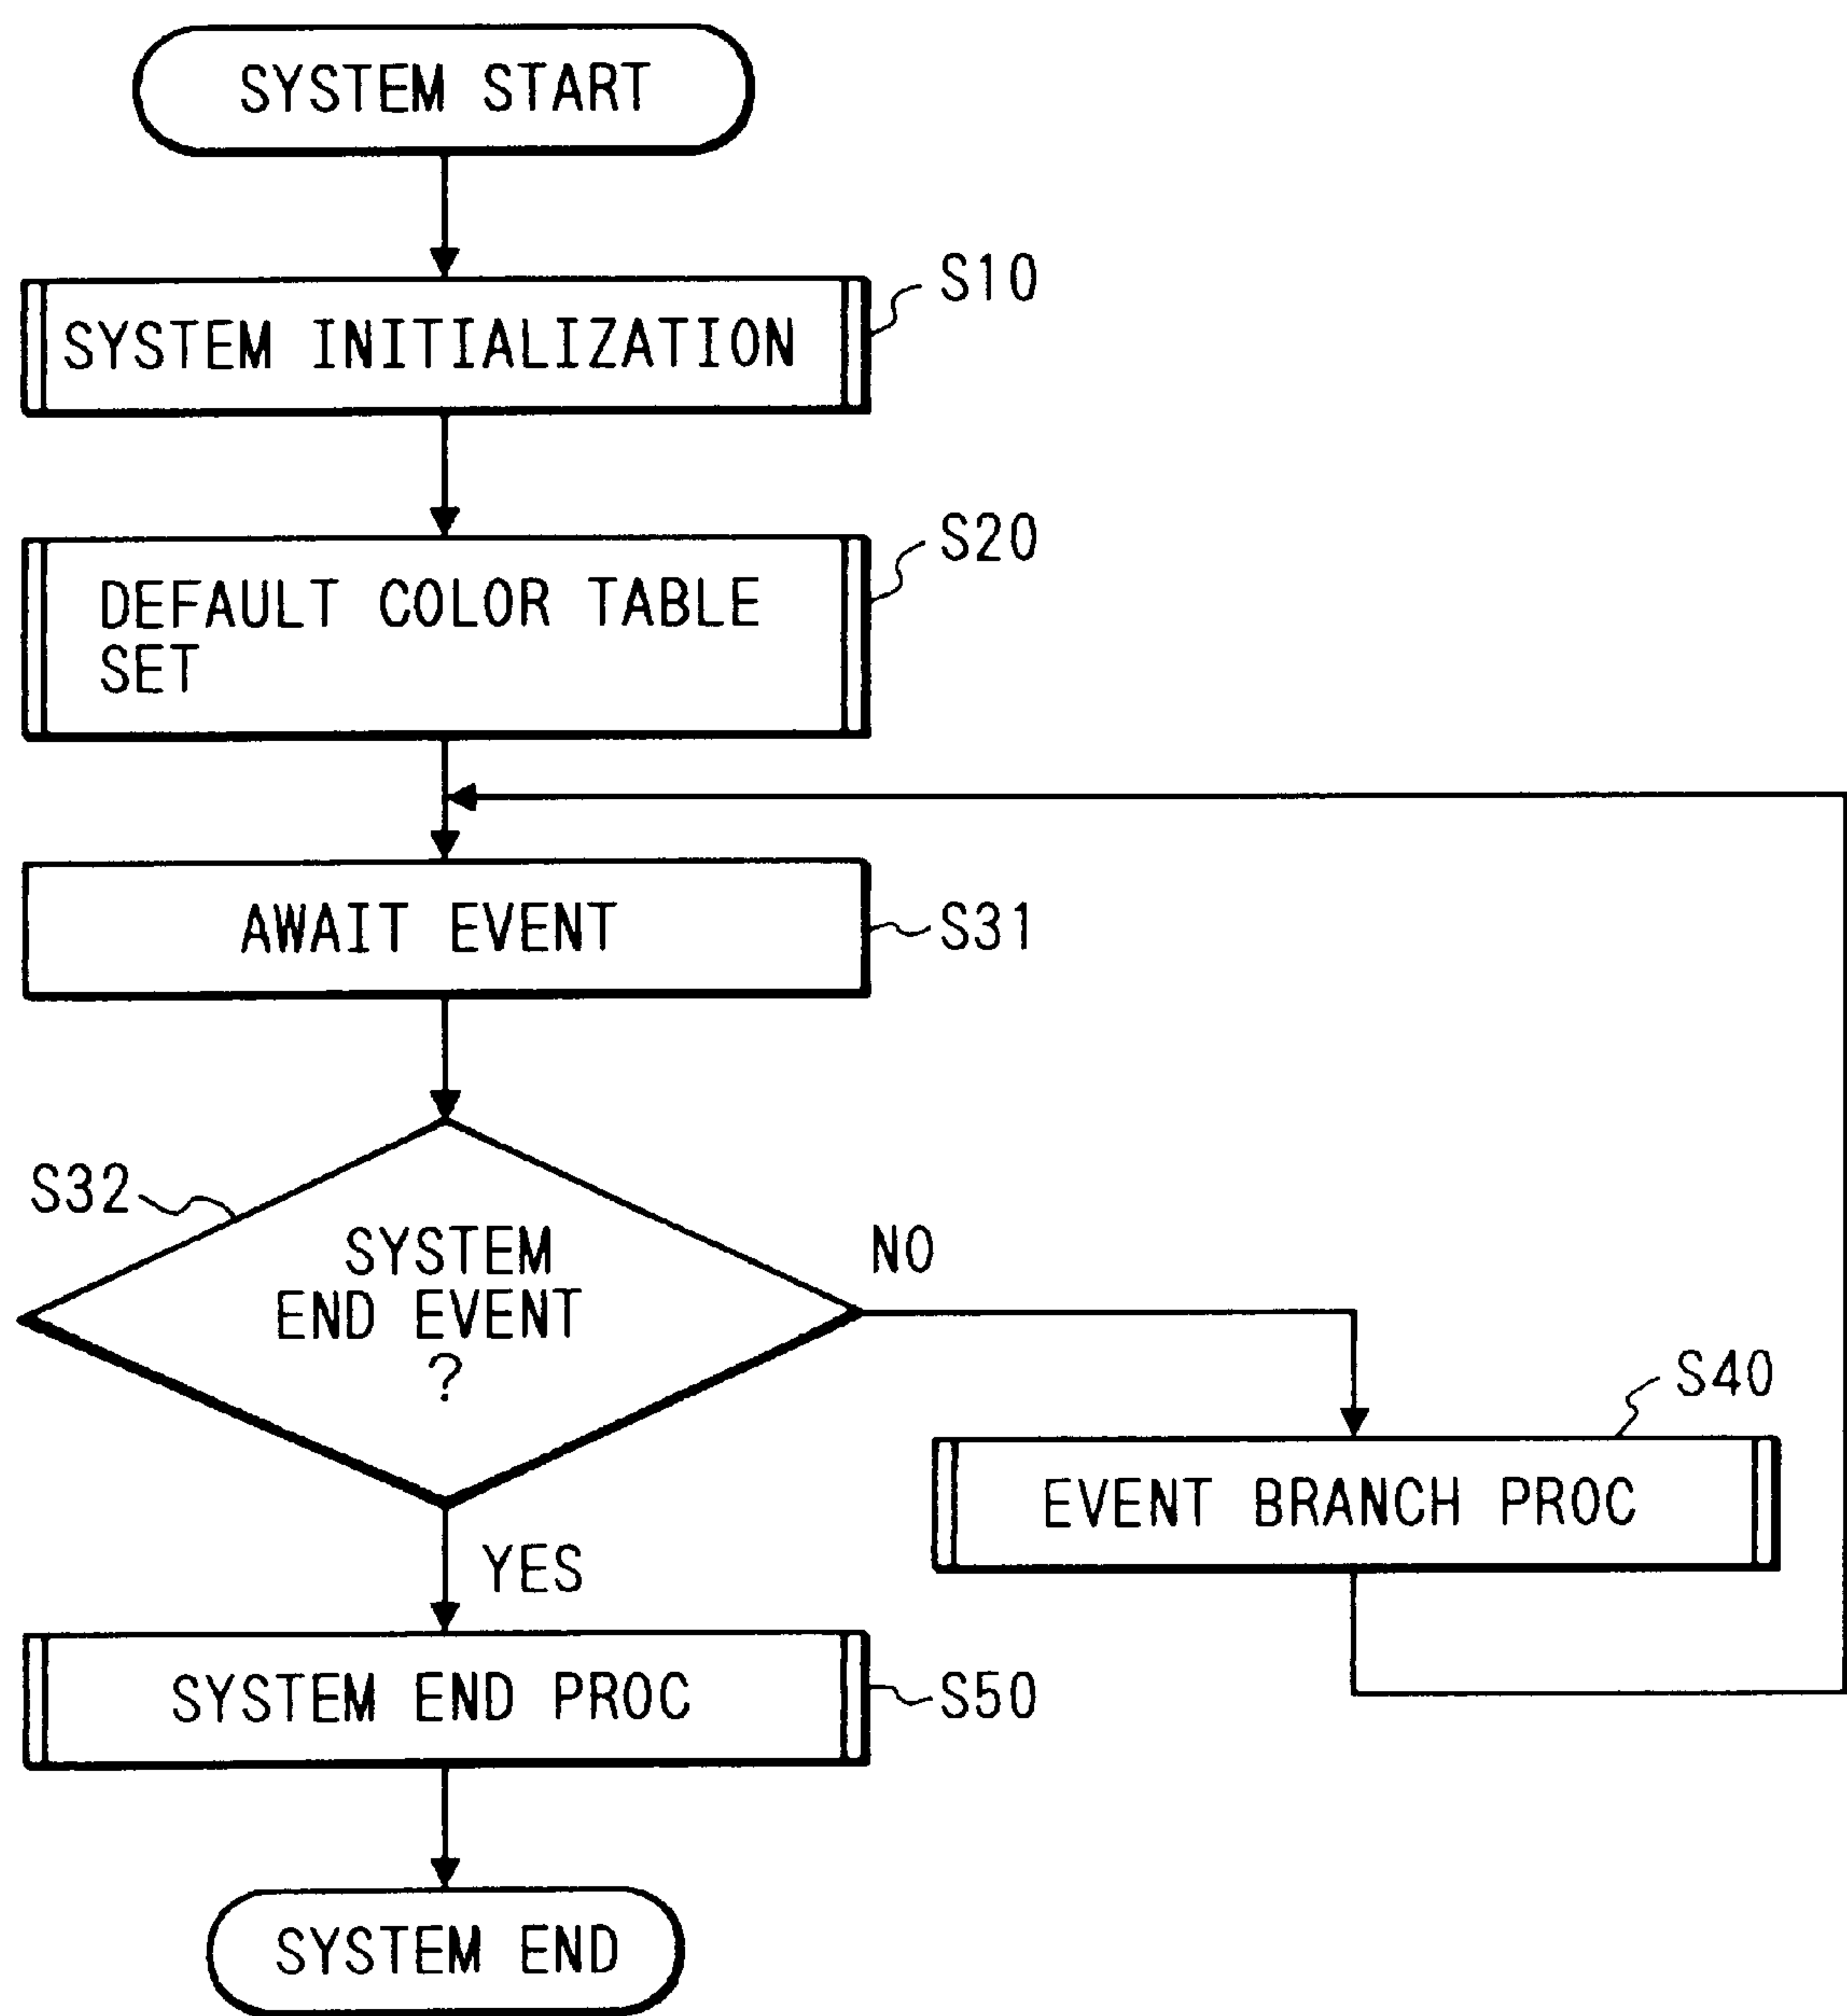 SYSTEM START
S10
SYSTEM INITIALIZATION
S20
DEFAULT COLOR TABLE
SET
AWAIT EVENT
S31
S32
SYSTEM
END EVENT
?
NO
S40
EVENT BRANCH PROC
YES
SYSTEM END PROC
S50
SYSTEM END